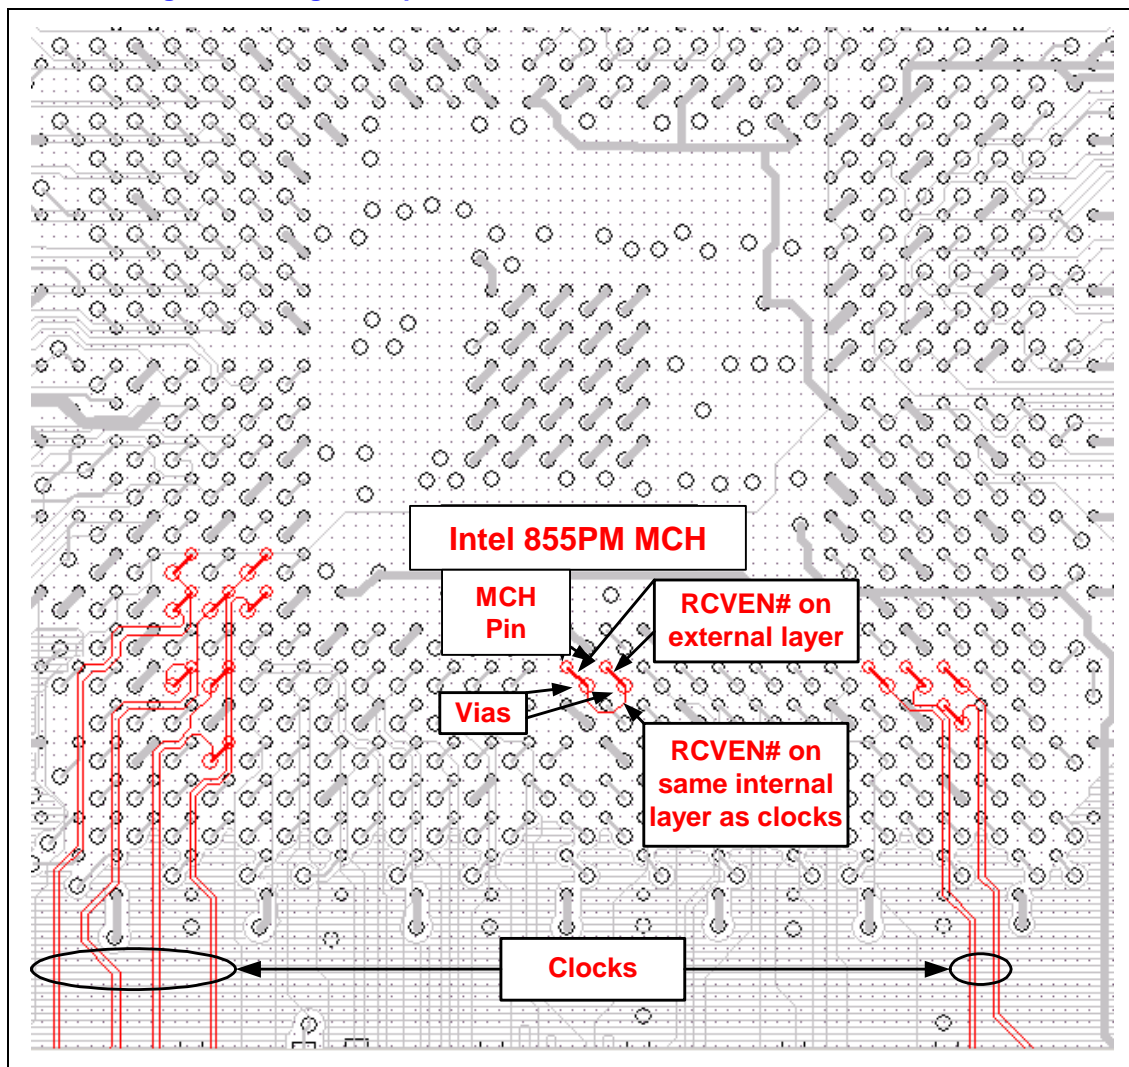 Intel 855PM MCH
MCH
Pin
RCVEN# on
external layer
Vias
RCVEN# on
same internal
layer as clocks
Clocks